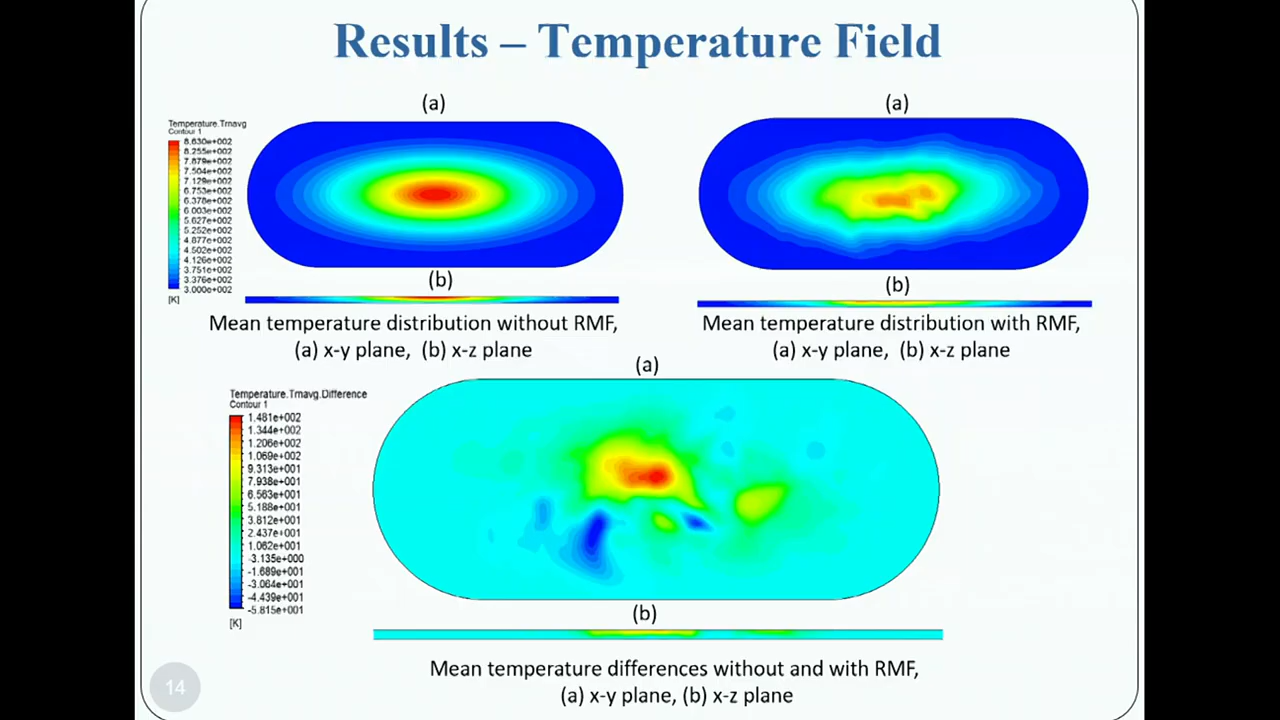 Results – Temperature Field
(a)
Temperature.Trnavg
Contour 1
8.630e+002
8.255e+002
7.879e+002
7.504e+002
7.129e+002
6.753e+002
6.378e+002
6.003e+002
5.627e+002
5.252e+002
4.877e+002
4.502e+002
4.126e+002
3.751e+002
3.376e+002
3.000e+002
[K]
(b)
Mean temperature distribution without RMF,
(a) x-y plane, (b) x-z plane
(a)
(b)
Mean temperature distribution with RMF,
(a) x-y plane, (b) x-z plane
(a)
Temperature.Trnavg.Difference
Contour 1
1.481e+002
1.344e+002
1.206e+002
1.069e+002
9.313e+001
7.938e+001
6.563e+001
5.188e+001
3.812e+001
2.437e+001
1.062e+001
-3.135e+000
-1.689e+001
-3.064e+001
-4.439e+001
-5.815e+001
[K]
(b)
Mean temperature differences without and with RMF,
(a) x-y plane, (b) x-z plane
14